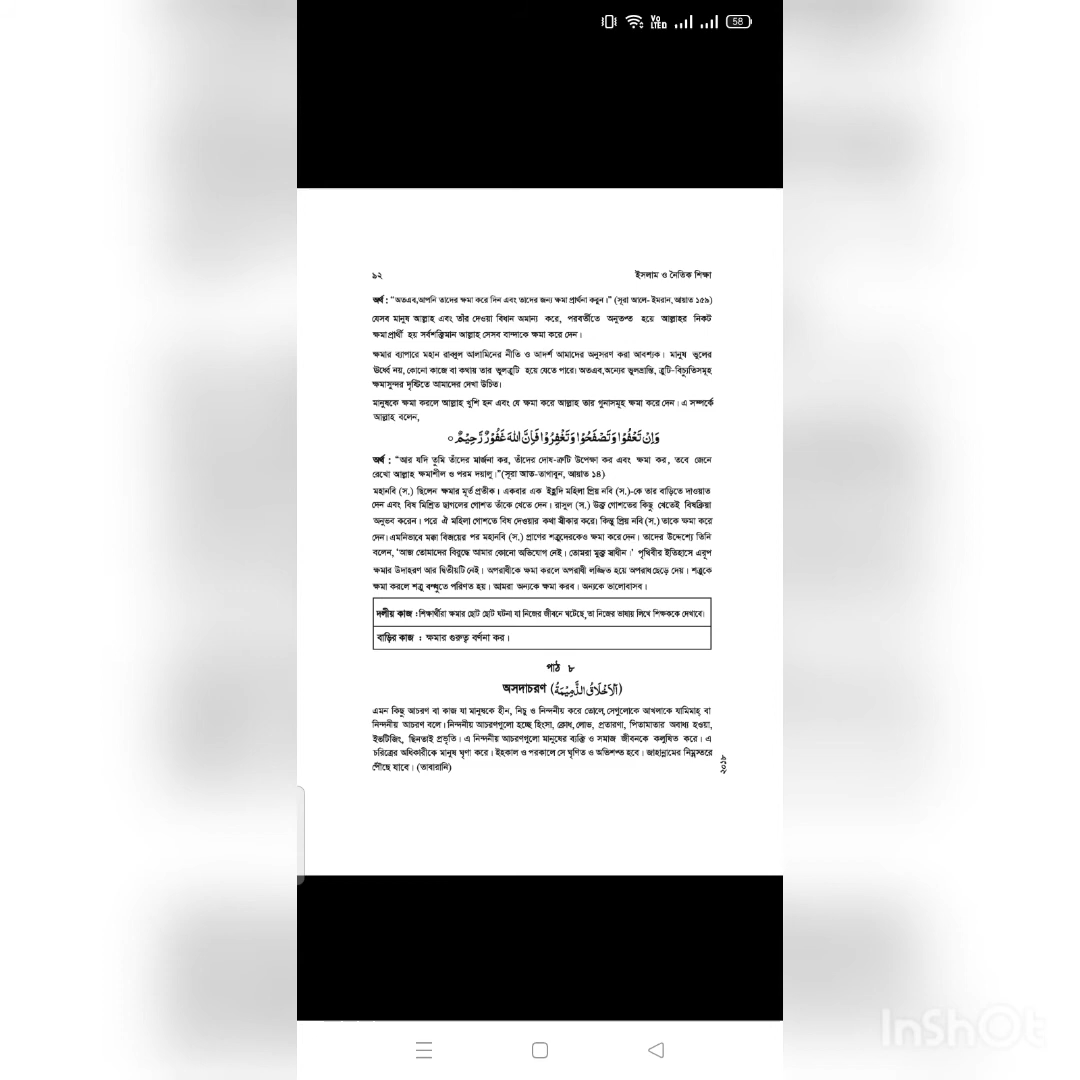 Vo
LTED
58
৯২
ইসলাম ও নৈতিক শিক্ষা
অর্থ : “অতএব, আপনি তাদের ক্ষমা করে দিন এবং তাদের জন্য ক্ষমা প্রার্থনা করুন।” (সূরা আলে- ইমরান, আয়াত ১৫৯)
যেসব মানুষ আল্লাহ এবং তাঁর দেওয়া বিধান অমান্য করে, পরবর্তীতে অনুতপ্ত হয়ে আল্লাহর নিকট
ক্ষমাপ্রার্থী হয় সর্বশক্তিমান আল্লাহ সেসব বান্দাকে ক্ষমা করে দেন।
ক্ষমার ব্যাপারে মহান রাব্বুল আলামিনের নীতি ও আদর্শ আমাদের অনুসরণ করা আবশ্যক। মানুষ ভুলের
ঊর্ধ্বে নয়, কোনো কাজে বা কথায় তার ভুলত্রুটি হয়ে যেতে পারে। অতএব, অন্যের ভুলভ্রান্তি, ত্রুটি-বিচ্যুতিসমূহ
ক্ষমাসুন্দর দৃষ্টিতে আমাদের দেখা উচিত।
মানুষকে ক্ষমা করলে আল্লাহ খুশি হন এবং যে ক্ষমা করে আল্লাহ তার গুনাসমূহ ক্ষমা করে দেন। এ সম্পর্কে
আল্লাহ বলেন,
وَاِنْ تَعْفُوْا وَتَصْفَحُوْا وَتَغْفِرُوْا فَاِنَّ اللهَ غَفُوْرٌ رَّحِيْمٌ ○
অর্থ : “আর যদি তুমি তাঁদের মার্জনা কর, তাঁদের দোষ-ত্রুটি উপেক্ষা কর এবং ক্ষমা কর, তবে জেনে
রেখো আল্লাহ ক্ষমাশীল ও পরম দয়ালু।”(সূরা আত-তাগাবুন, আয়াত ১৪)
মহানবি (স.) ছিলেন ক্ষমার মূর্ত প্রতীক। একবার এক ইহুদি মহিলা প্রিয় নবি (স.)-কে তার বাড়িতে দাওয়াত
দেন এবং বিষ মিশ্রিত ছাগলের গোশত তাঁকে খেতে দেন। রাসুল (স.) উক্ত গোশতের কিছু খেতেই বিষক্রিয়া
অনুভব করেন। পরে ঐ মহিলা গোশতে বিষ দেওয়ার কথা স্বীকার করে। কিন্তু প্রিয় নবি (স.) তাকে ক্ষমা করে
দেন। এমনিভাবে মক্কা বিজয়ের পর মহানবি (স.) প্রাণের শত্রুদেরকেও ক্ষমা করে দেন। তাদের উদ্দেশ্যে তিনি
বলেন, ‘আজ তোমাদের বিরুদ্ধে আমার কোনো অভিযোগ নেই। তোমরা মুক্ত স্বাধীন।’ পৃথিবীর ইতিহাসে এরূপ
ক্ষমার উদাহরণ আর দ্বিতীয়টি নেই। অপরাধীকে ক্ষমা করলে অপরাধী লজ্জিত হয়ে অপরাধ ছেড়ে দেয়। শত্রুকে
ক্ষমা করলে শত্রু বন্ধুতে পরিণত হয়। আমরা অন্যকে ক্ষমা করব। অন্যকে ভালোবাসব।
দলীয় কাজ : শিক্ষার্থীরা ক্ষমার ছোট ছোট ঘটনা যা নিজের জীবনে ঘটেছে, তা নিজের ভাষায় লিখে শিক্ষককে দেখাবে।
বাড়ির কাজ : ক্ষমার গুরুত্ব বর্ণনা কর।
পাঠ ৮
অসদাচরণ (اَلْاَخْلَاقُ الذَّمِيْمَةُ)
এমন কিছু আচরণ বা কাজ যা মানুষকে হীন, নিচু ও নিন্দনীয় করে তোলে, সেগুলোকে আখলাকে যামিমাহ্ বা
নিন্দনীয় আচরণ বলে। নিন্দনীয় আচরণগুলো হচ্ছে হিংসা, ক্রোধ, লোভ, প্রতারণা, পিতামাতার অবাধ্য হওয়া,
ইভটিজিং, ছিনতাই প্রভৃতি। এ নিন্দনীয় আচরণগুলো মানুষের ব্যক্তি ও সমাজ জীবনকে কলুষিত করে। এ
চরিত্রের অধিকারীকে মানুষ ঘৃণা করে। ইহকাল ও পরকালে সে ঘৃণিত ও অভিশপ্ত হবে। জাহান্নামের নিম্নস্তরে
পৌঁছে যাবে। (তাবারানি)
২০১৮
InShOt